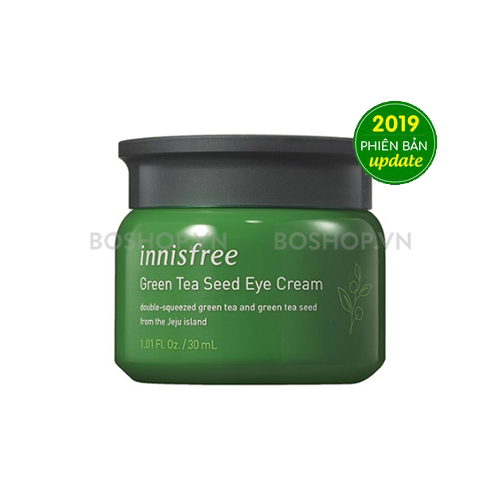 2019
PHIÊN BẢN
update
BOSHOP.VN BOSHOP.VN
innisfree
Green Tea Seed Eye Cream
double-squeezed green tea and green tea seed
from the Jeju island
1.01 Fl. Oz. / 30 mL